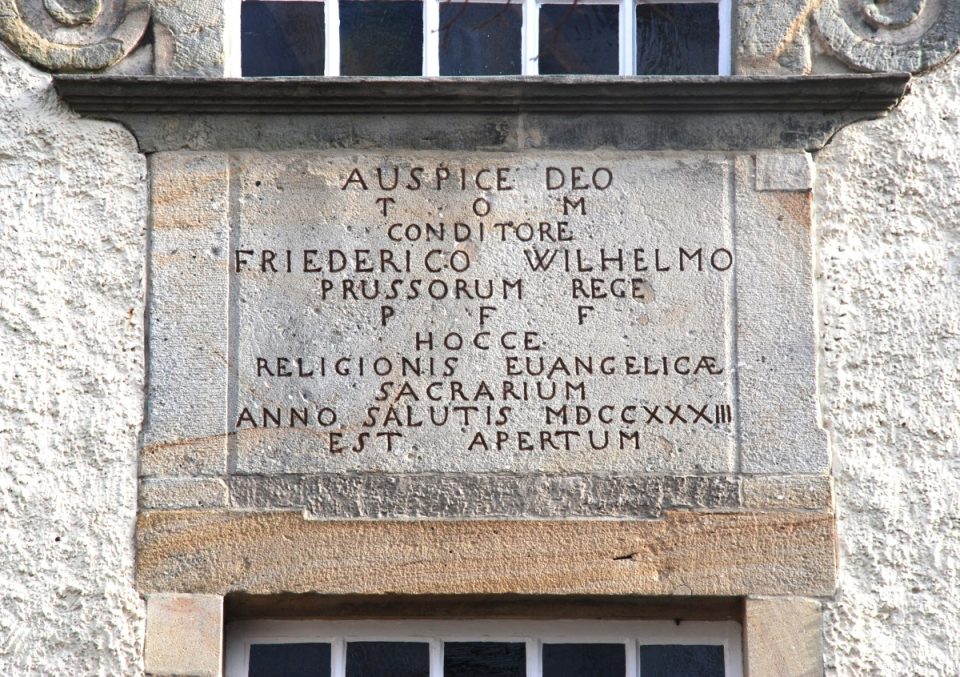 AUSPICE DEO
T O M
CONDITORE
FRIEDERICO WILHELMO
PRUSSORUM REGE
P F F
HOCCE
RELIGIONIS EUANGELICÆ
SACRARIUM
ANNO SALUTIS MDCCXXXIII
EST APERTUM